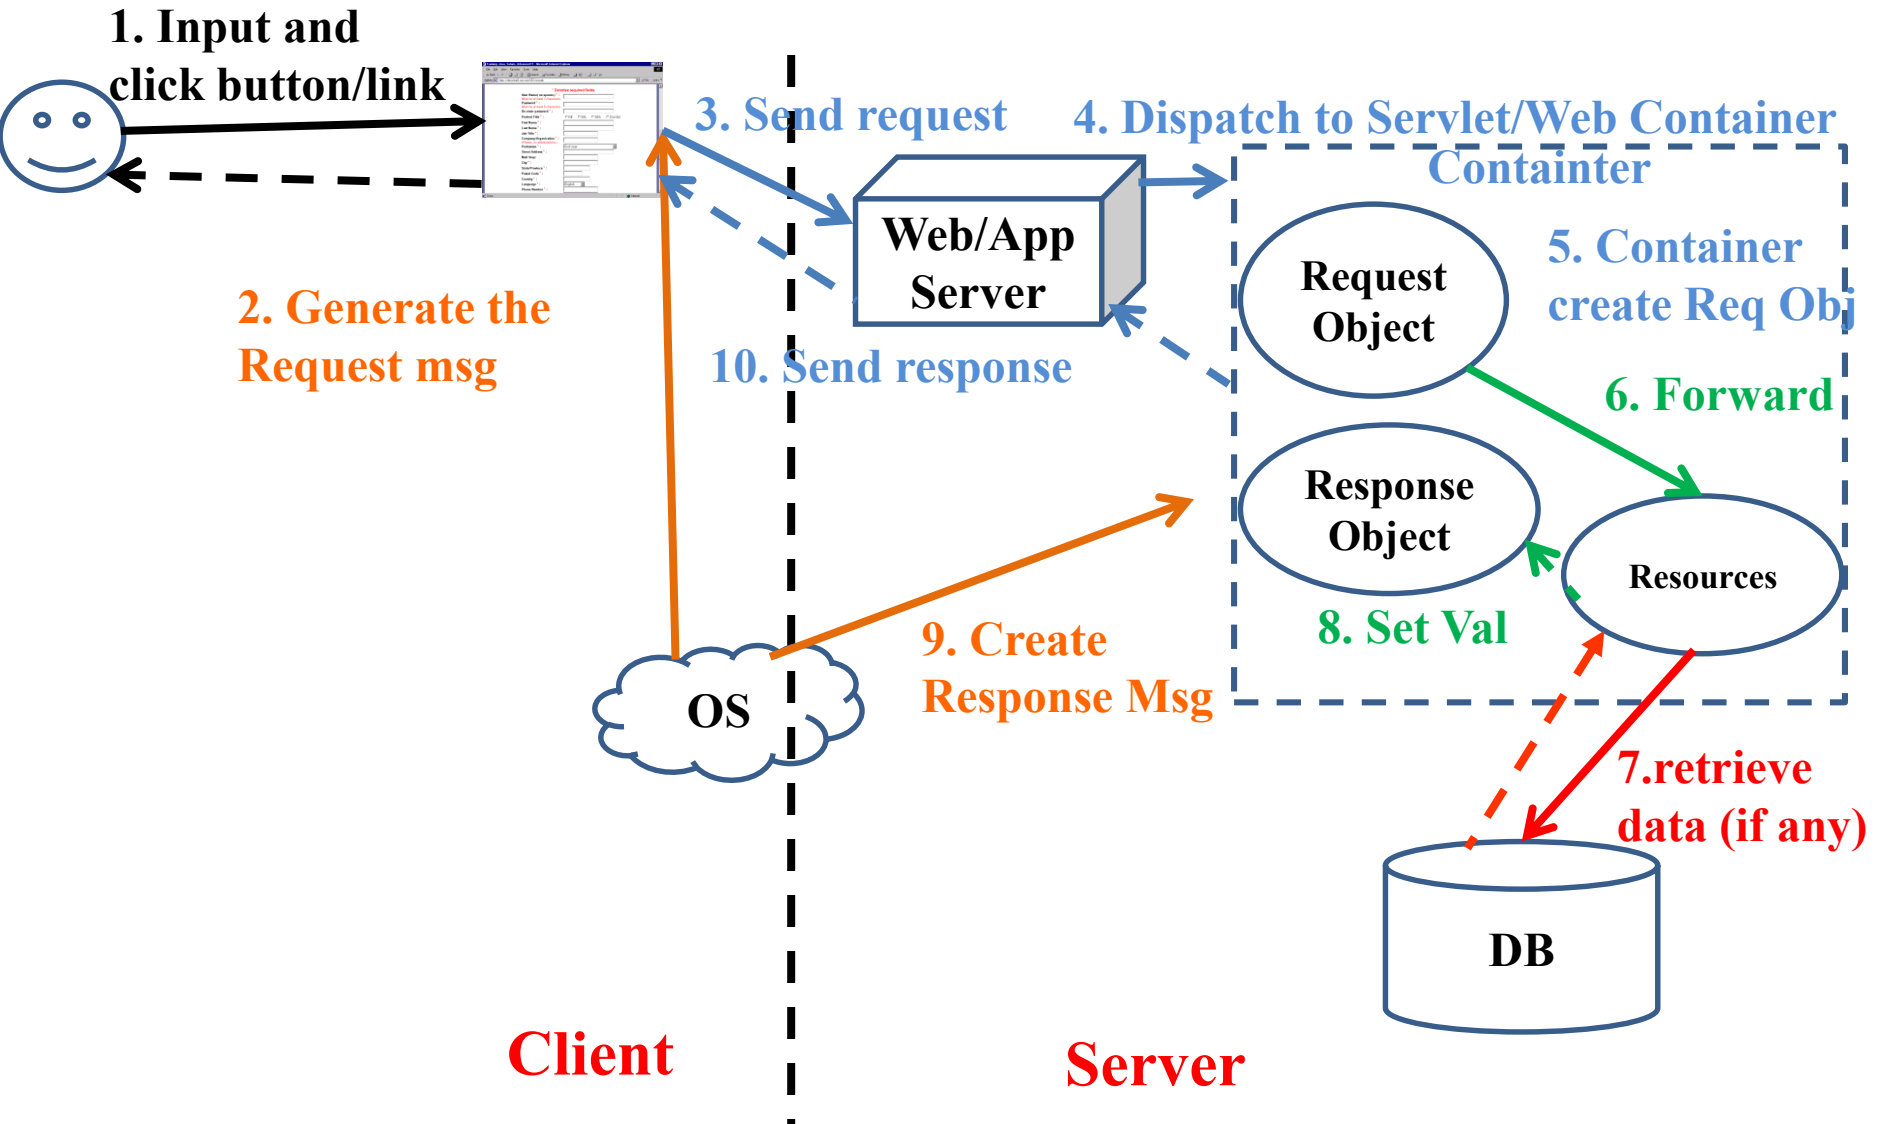 1. Input and
click button/link
3. Send request
4. Dispatch to Servlet/Web Container
Containter
Web/App
Server
Request
Object
5. Container
create Req Obj
2. Generate the
Request msg
10. Send response
6. Forward
Response
Object
Resources
8. Set Val
9. Create
Response Msg
OS
7.retrieve
data (if any)
DB
Client
Server